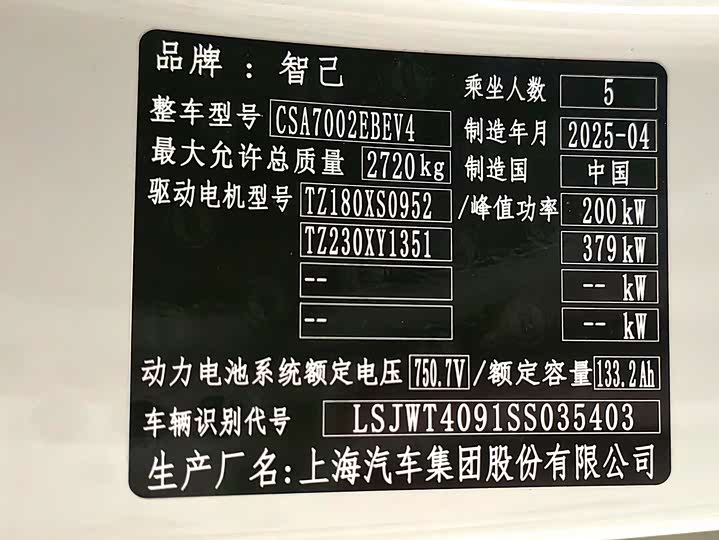 品牌 : 智己 乘坐人数 5
整车型号 CSA7002EBEV4 制造年月 2025-04
最大允许总质量 2720kg 制造国 中国
驱动电机型号 TZ180XS0952 /峰值功率 200kW
TZ230XY1351 379kW
-- -- kW
-- -- kW
动力电池系统额定电压 750.7V /额定容量 133.2Ah
车辆识别代号 LSJWT4091SS035403
生产厂名:上海汽车集团股份有限公司